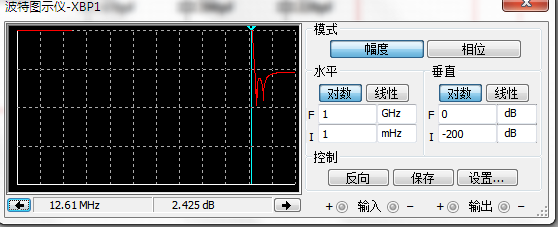 波特图示仪-XBP1
模式
幅度 相位
水平 垂直
对数 线性 对数 线性
F 1 GHz F 0 dB
I 1 mHz I -200 dB
控制
反向 保存 设置...
12.61 MHz 2.425 dB
+ 输入 - + 输出 -